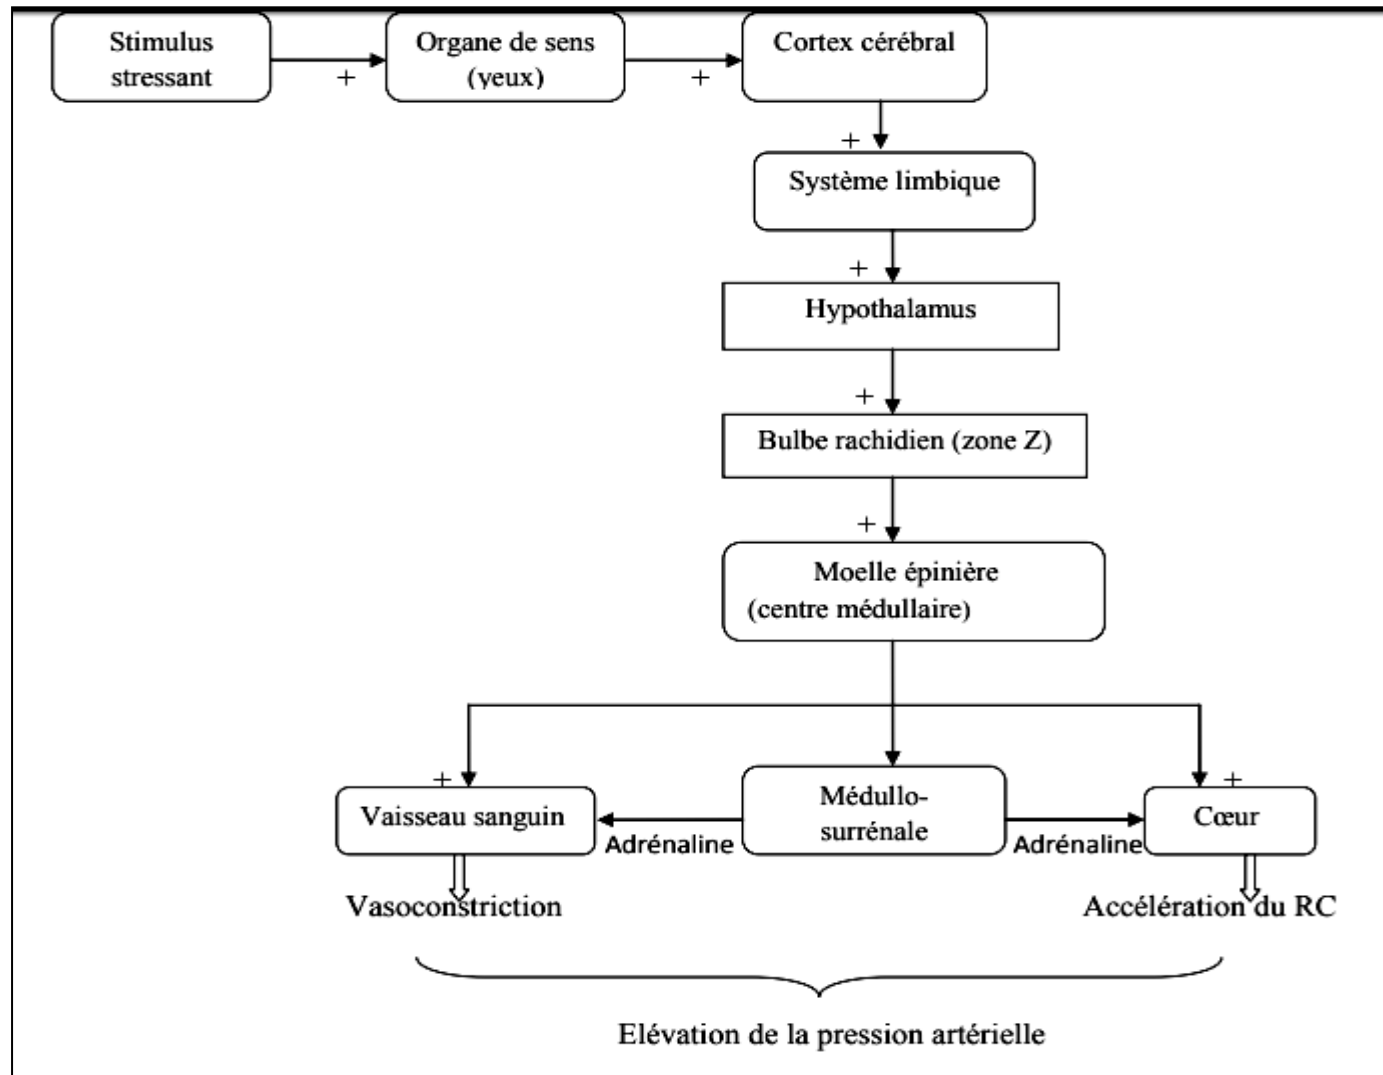 Stimulus
stressant
+
Organe de sens
(yeux)
+
Cortex cérébral
+
Système limbique
+
Hypothalamus
+
Bulbe rachidien (zone Z)
+
Moelle épinière
(centre médullaire)
+
Vaisseau sanguin
Adrénaline
Médullo-
surrénale
Adrénaline
+
Cœur
Vasoconstriction
Accélération du RC
Elévation de la pression artérielle